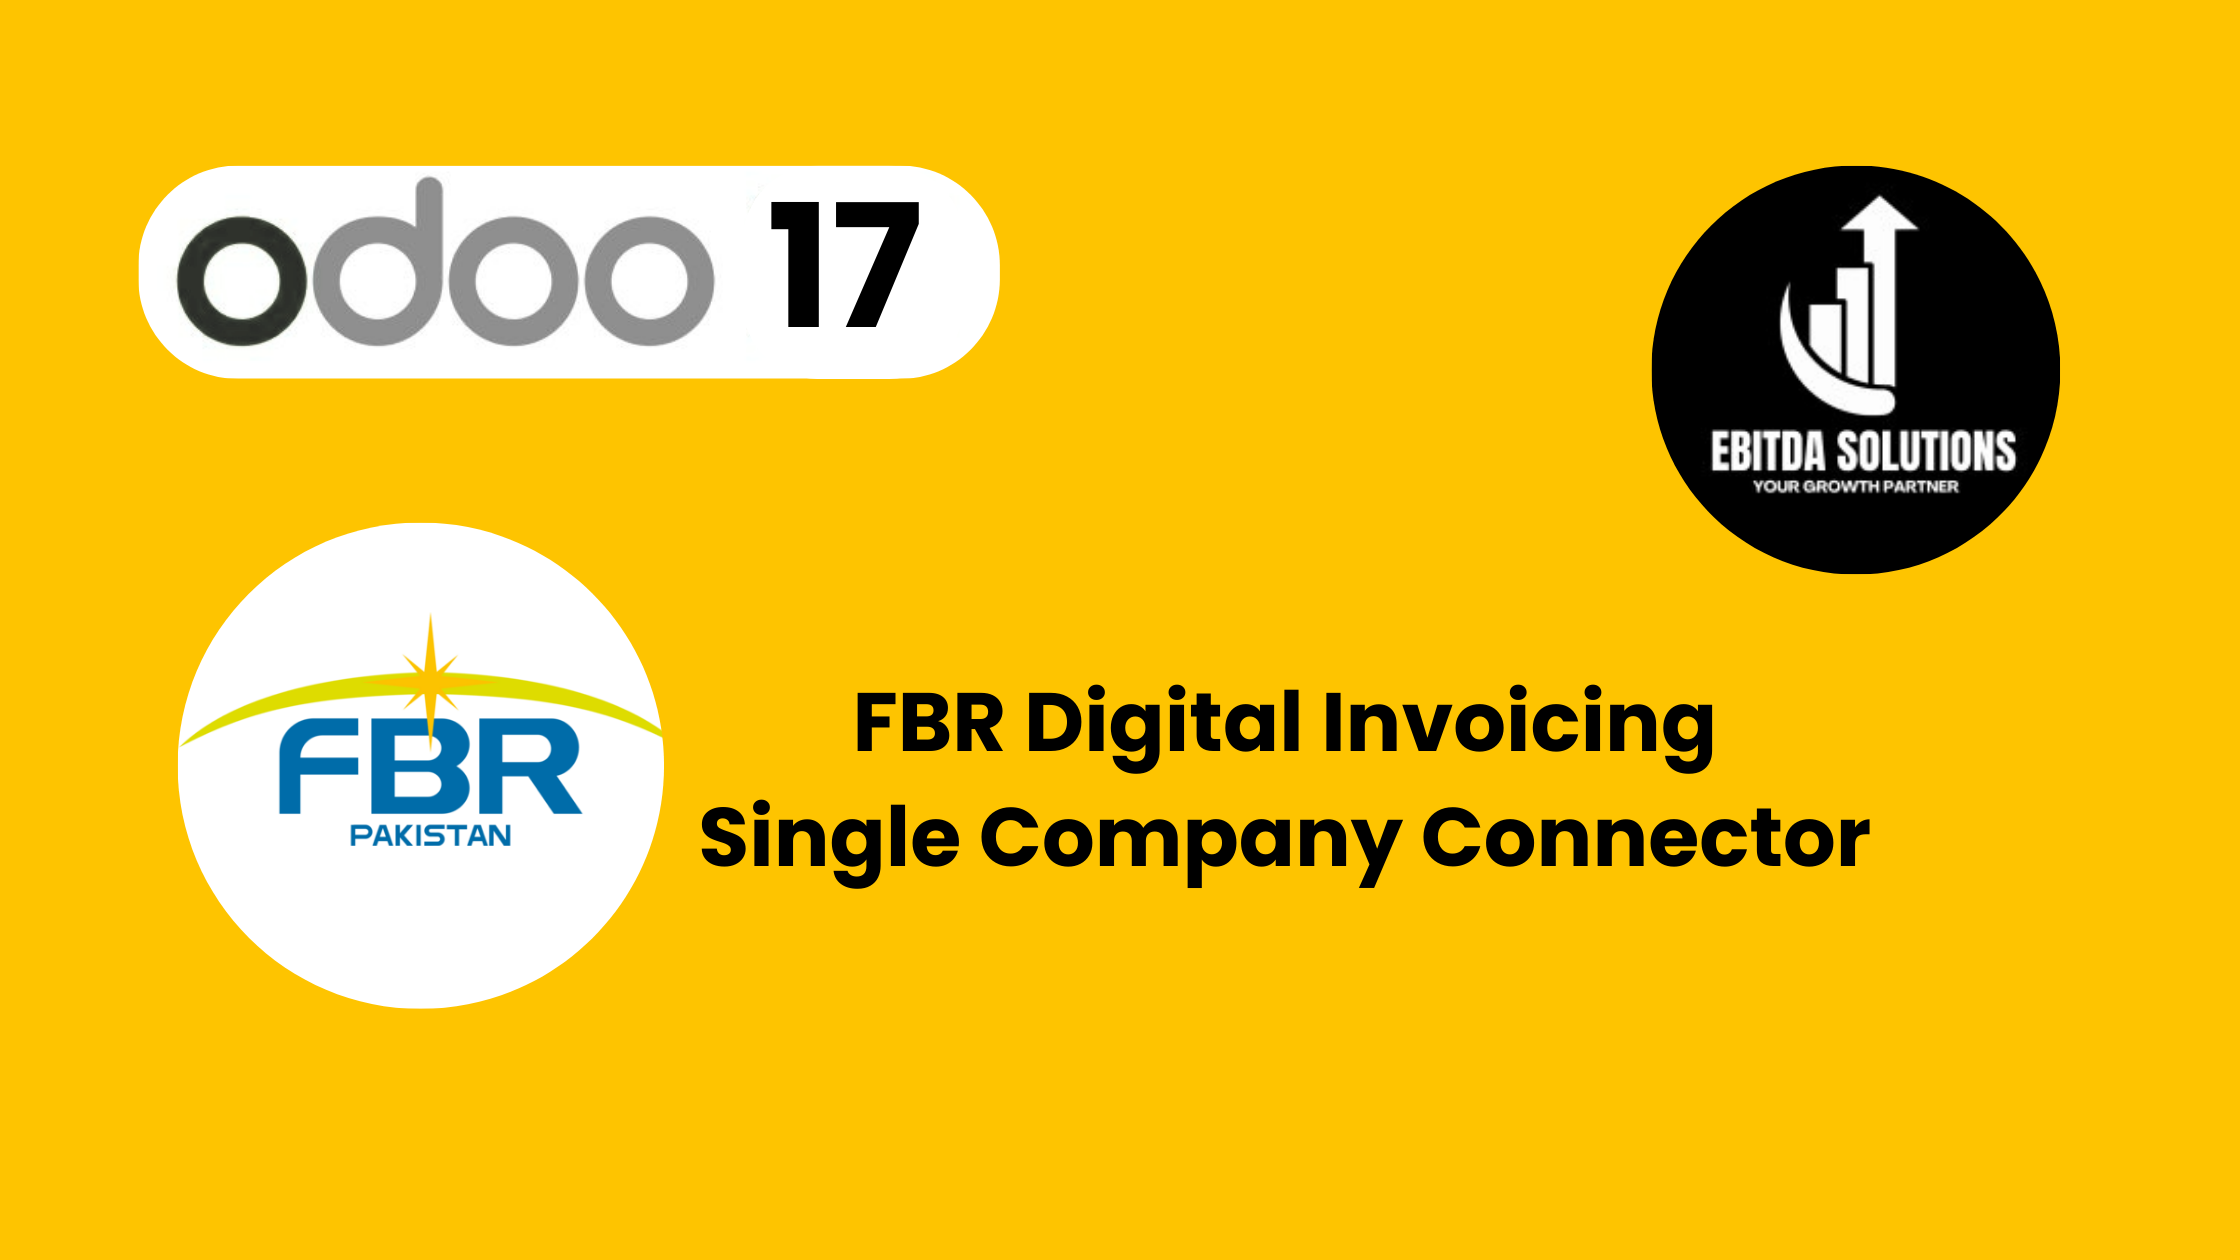 odoo 17
EBITDA SOLUTIONS
YOUR GROWTH PARTNER
FBR
PAKISTAN
FBR Digital Invoicing
Single Company Connector